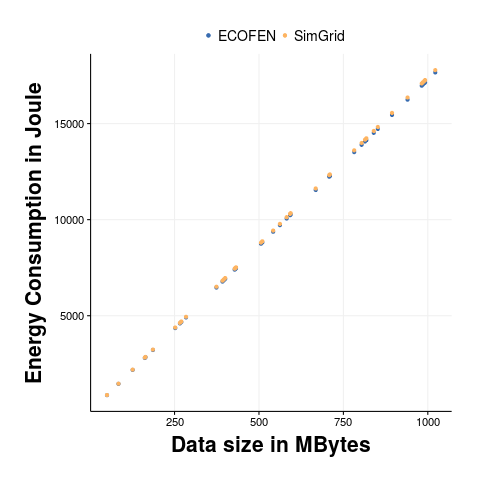 ECOFEN SimGrid
Energy Consumption in Joule
15000
10000
5000
250 500 750 1000
Data size in MBytes